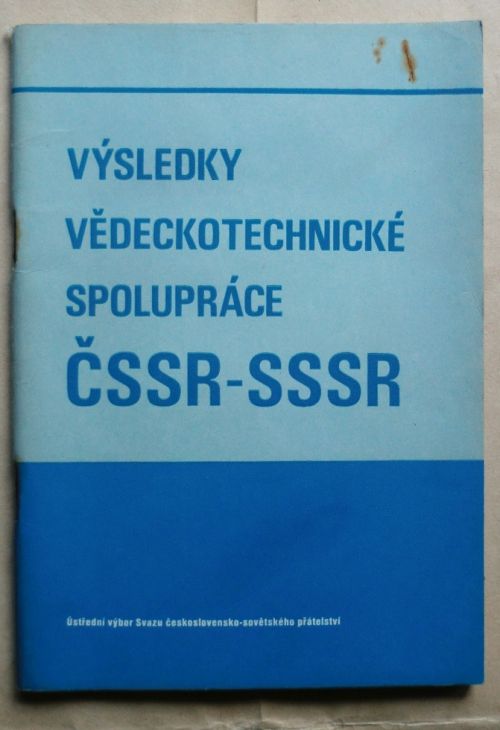 VÝSLEDKY
VĚDECKOTECHNICKÉ
SPOLUPRÁCE
ČSSR-SSSR
Ústřední výbor Svazu československo-sovětského přátelství